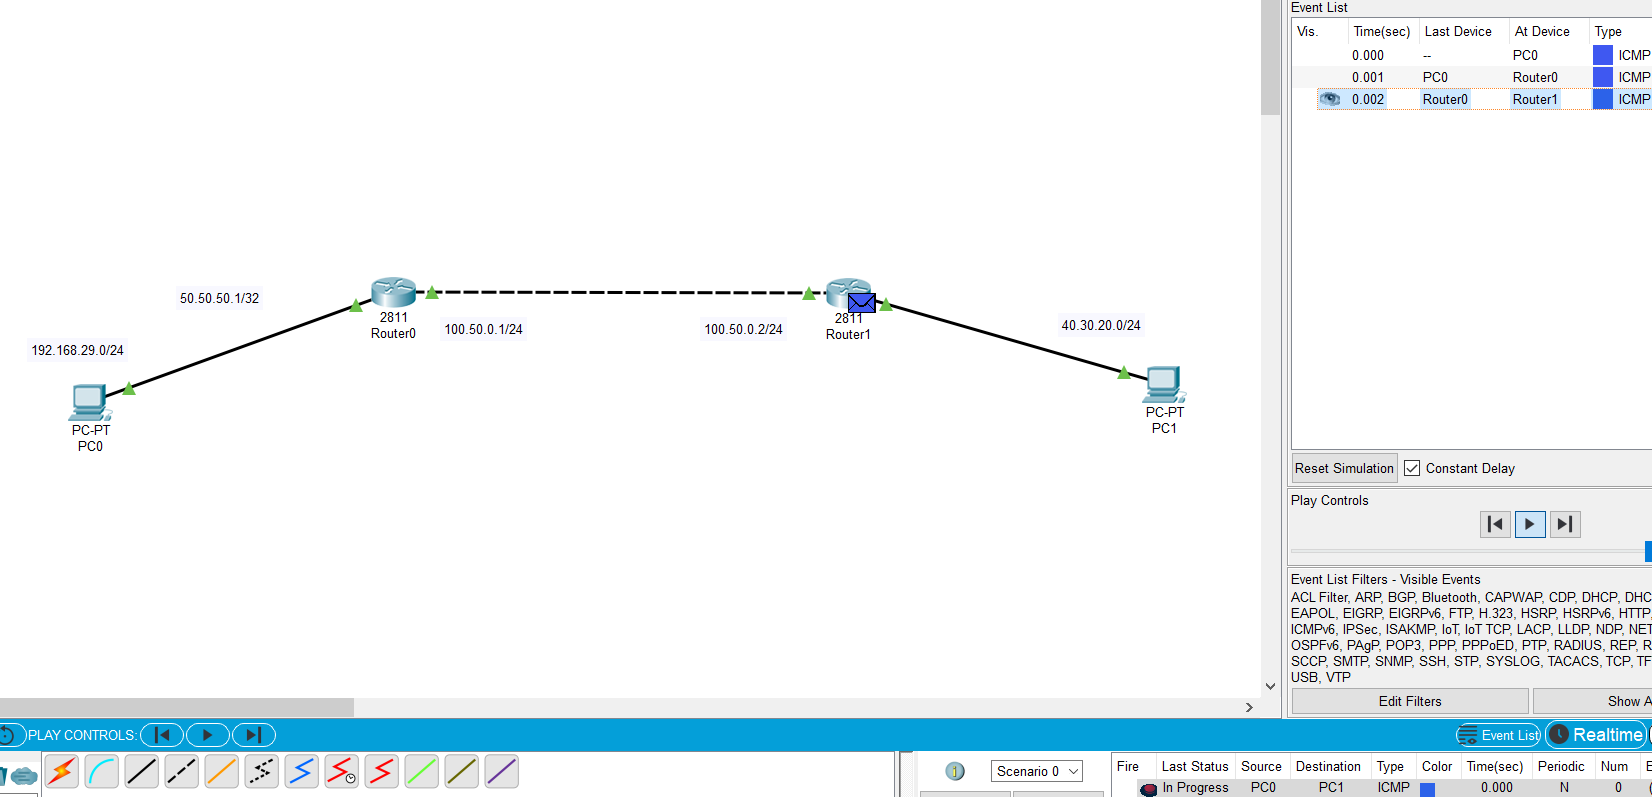 Event List
Vis. Time(sec) Last Device At Device Type
0.000 -- PC0 ICMP
0.001 PC0 Router0 ICMP
0.002 Router0 Router1 ICMP
50.50.50.1/32
2811
Router0
100.50.0.1/24
100.50.0.2/24
2811
Router1
40.30.20.0/24
192.168.29.0/24
PC-PT
PC0
PC-PT
PC1
Reset Simulation Constant Delay
Play Controls
Event List Filters - Visible Events
ACL Filter, ARP, BGP, Bluetooth, CAPWAP, CDP, DHCP, DHC
EAPOL, EIGRP, EIGRPv6, FTP, H.323, HSRP, HSRPv6, HTTP,
ICMPv6, IPSec, ISAKMP, IoT, IoT TCP, LACP, LLDP, NDP, NET
OSPFv6, PAgP, POP3, PPP, PPPoED, PTP, RADIUS, REP, R
SCCP, SMTP, SNMP, SSH, STP, SYSLOG, TACACS, TCP, TF
USB, VTP
Edit Filters Show A
PLAY CONTROLS: Event List Realtime
Scenario 0
Fire Last Status Source Destination Type Color Time(sec) Periodic Num E
In Progress PC0 PC1 ICMP 0.000 N 0